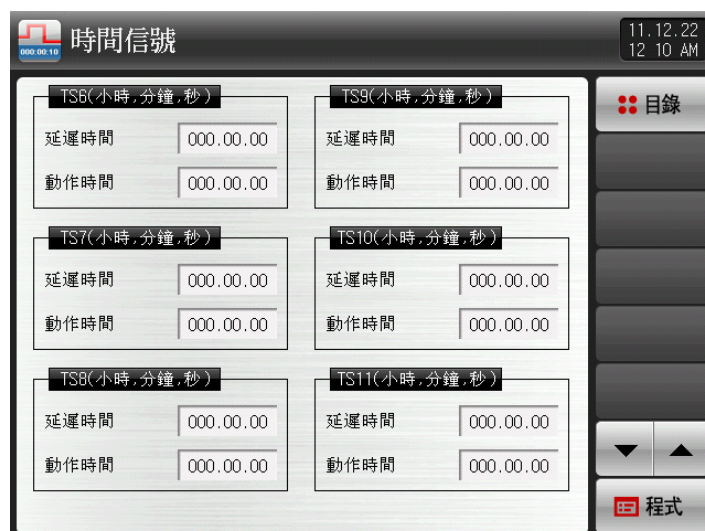 000:00:10
時間信號
11.12.22
12 10 AM
TS6(小時,分鐘,秒)
延遲時間 000.00.00
動作時間 000.00.00
TS9(小時,分鐘,秒)
延遲時間 000.00.00
動作時間 000.00.00
TS7(小時,分鐘,秒)
延遲時間 000.00.00
動作時間 000.00.00
TS10(小時,分鐘,秒)
延遲時間 000.00.00
動作時間 000.00.00
TS8(小時,分鐘,秒)
延遲時間 000.00.00
動作時間 000.00.00
TS11(小時,分鐘,秒)
延遲時間 000.00.00
動作時間 000.00.00
目錄
程式